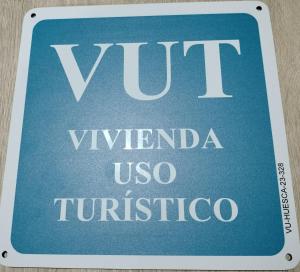 VUT
VIVIENDA
USO
TURÍSTICO
VU-HUESCA-23-328